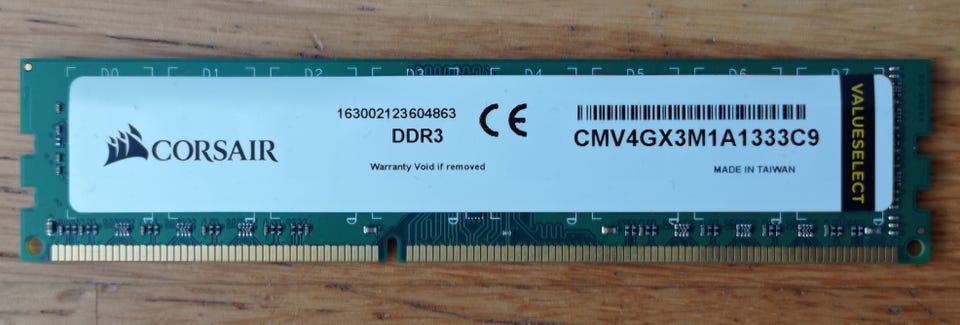 D0 D1 D2 D3 D4 D5 D6 D7
CORSAIR
163002123604863
DDR3
Warranty Void if removed
CE
CMV4GX3M1A1333C9
MADE IN TAIWAN
VALUESELECT